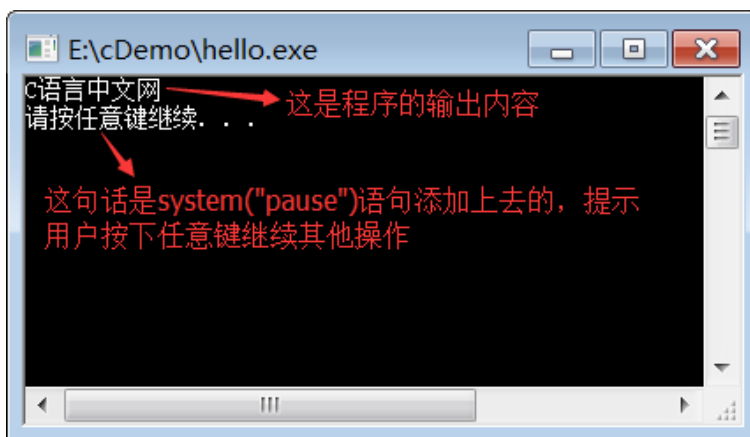 E:\cDemo\hello.exe
C语言中文网
这是程序的输出内容
请按任意键继续. . .
这句话是system("pause")语句添加上去的，提示
用户按下任意键继续其他操作